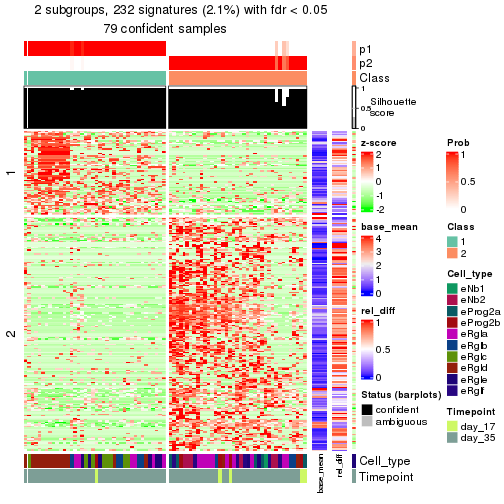 2 subgroups, 232 signatures (2.1%) with fdr < 0.05
79 confident samples
p1
p2
Class
1
0.5
0
Silhouette
score
1
2
z-score
2
1
0
-1
-2
base_mean
4
3
2
1
0
rel_diff
1
0.5
0
Status (barplots)
confident
ambiguous
Prob
1
0.5
0
Class
1
2
Cell_type
eNb1
eNb2
eProg2a
eProg2b
eRgla
eRglb
eRglc
eRgld
eRgle
eRglf
Timepoint
day_17
day_35
Cell_type
Timepoint
base_mean
rel_diff